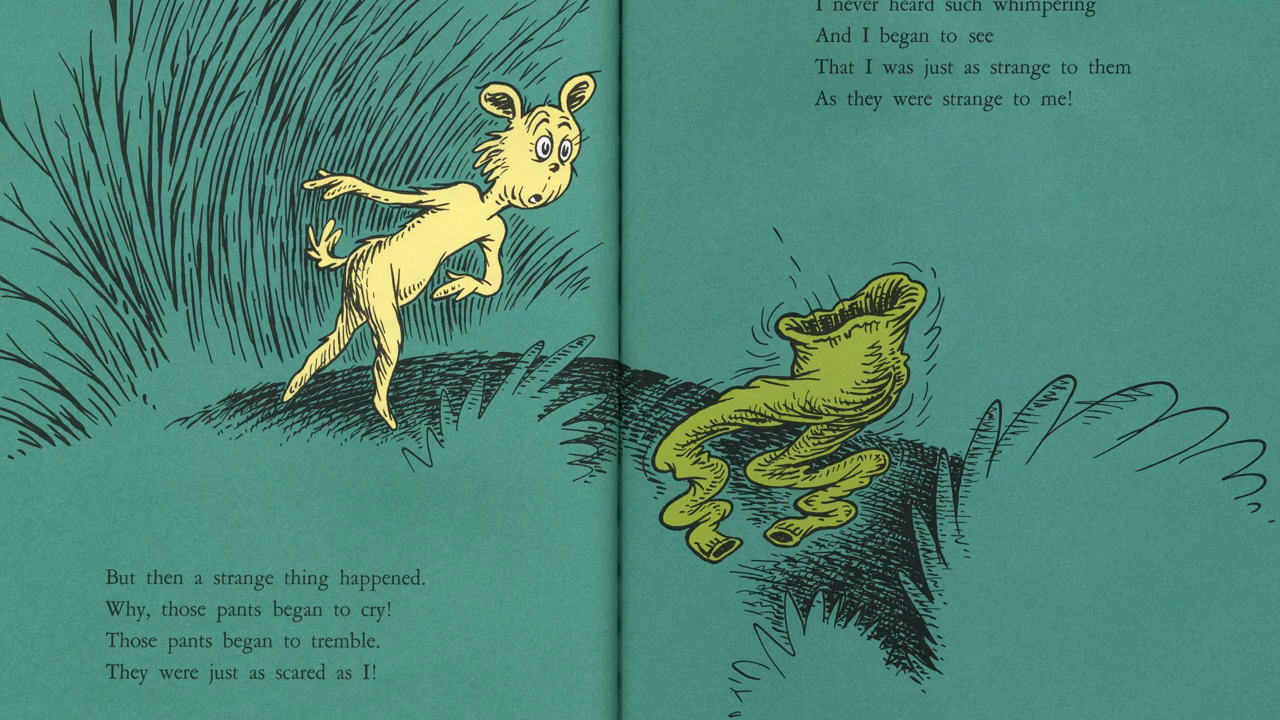 But then a strange thing happened.
Why, those pants began to cry!
Those pants began to tremble.
They were just as scared as I!
I never heard such whimpering
And I began to see
That I was just as strange to them
As they were strange to me!